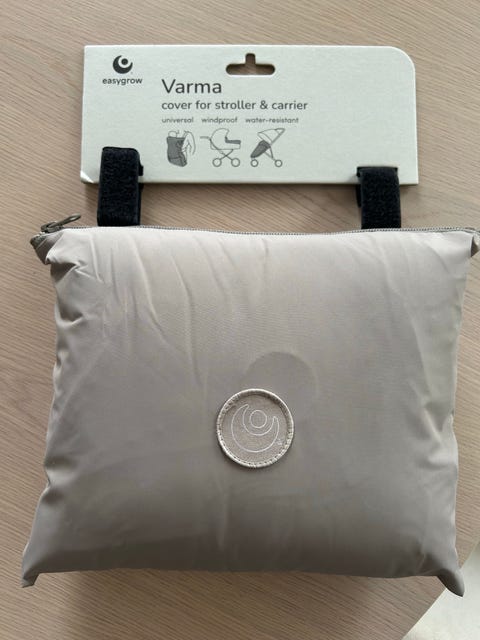 easygrow
Varma
cover for stroller & carrier
universal windproof water-resistant